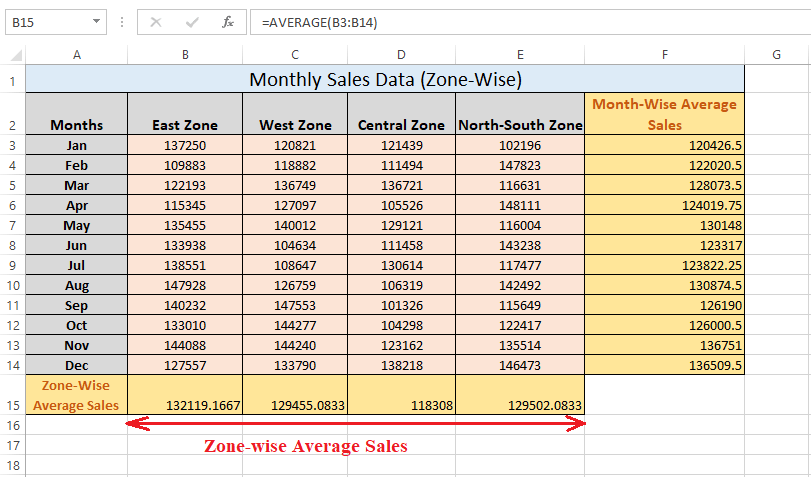 B15 fx =AVERAGE(B3:B14)
A B C D E F G
1 Monthly Sales Data (Zone-Wise)
Month-Wise Average
2 Months East Zone West Zone Central Zone North-South Zone Sales
3 Jan 137250 120821 121439 102196 120426.5
4 Feb 109883 118882 111494 147823 122020.5
5 Mar 122193 136749 136721 116631 128073.5
6 Apr 115345 127097 105526 148111 124019.75
7 May 135455 140012 129121 116004 130148
8 Jun 133938 104634 111458 143238 123317
9 Jul 138551 108647 130614 117477 123822.25
10 Aug 147928 126759 106319 142492 130874.5
11 Sep 140232 147553 101326 115649 126190
12 Oct 133010 144277 104298 122417 126000.5
13 Nov 144088 144240 123162 135514 136751
14 Dec 127557 133790 138218 146473 136509.5
Zone-Wise
15 Average Sales 132119.1667 129455.0833 118308 129502.0833
16
17 Zone-wise Average Sales
18